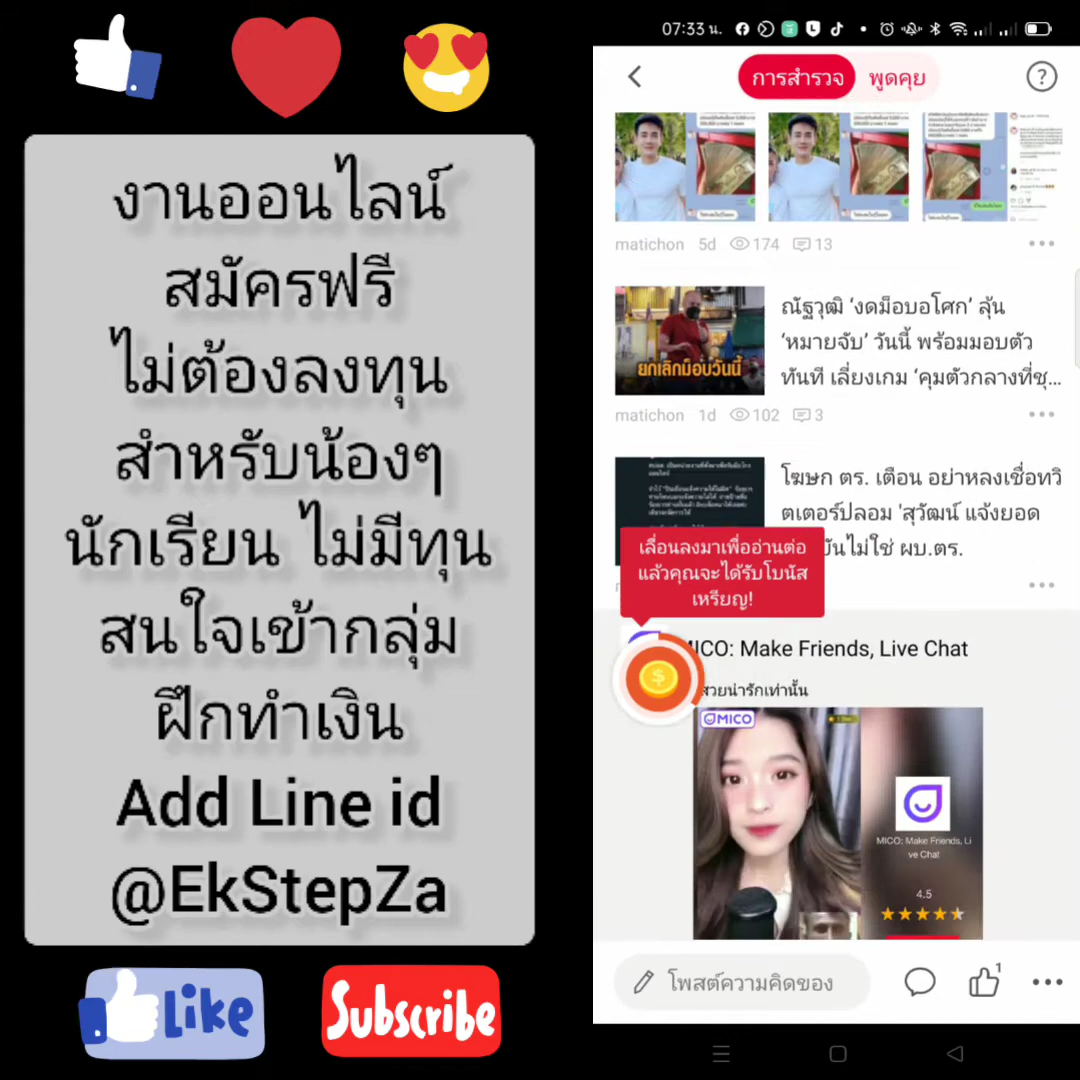 งานออนไลน์
สมัครฟรี
ไม่ต้องลงทุน
สำหรับน้องๆ
นักเรียน ไม่มีทุน
สนใจเข้ากลุ่ม
ฝึกทำเงิน
Add Line id
@EkStepZa
Like
Subscribe
07:33 น.
การสำรวจ
พูดคุย
matichon 5d 174 13
ณัฐวุฒิ ‘งดม็อบอโศก’ ลุ้น
‘หมายจับ’ วันนี้ พร้อมมอบตัว
ทันที เลี่ยงเกม ‘คุมตัวกลางที่ชุ...
ยกเลิกม็อบวันนี้
matichon 1d 102 3
โฆษก ตร. เตือน อย่าหลงเชื่อทวิ
ตเตอร์ปลอม 'สุวัฒน์ แจ้งยอด
ันไม่ใช่ ผบ.ตร.
เลื่อนลงมาเพื่ออ่านต่อ
แล้วคุณจะได้รับโบนัส
เหรียญ!
MICO: Make Friends, Live Chat
สวยน่ารักเท่านั้น
MICO
MICO: Make Friends, Li
ve Chat
4.5
โพสต์ความคิดของ
1